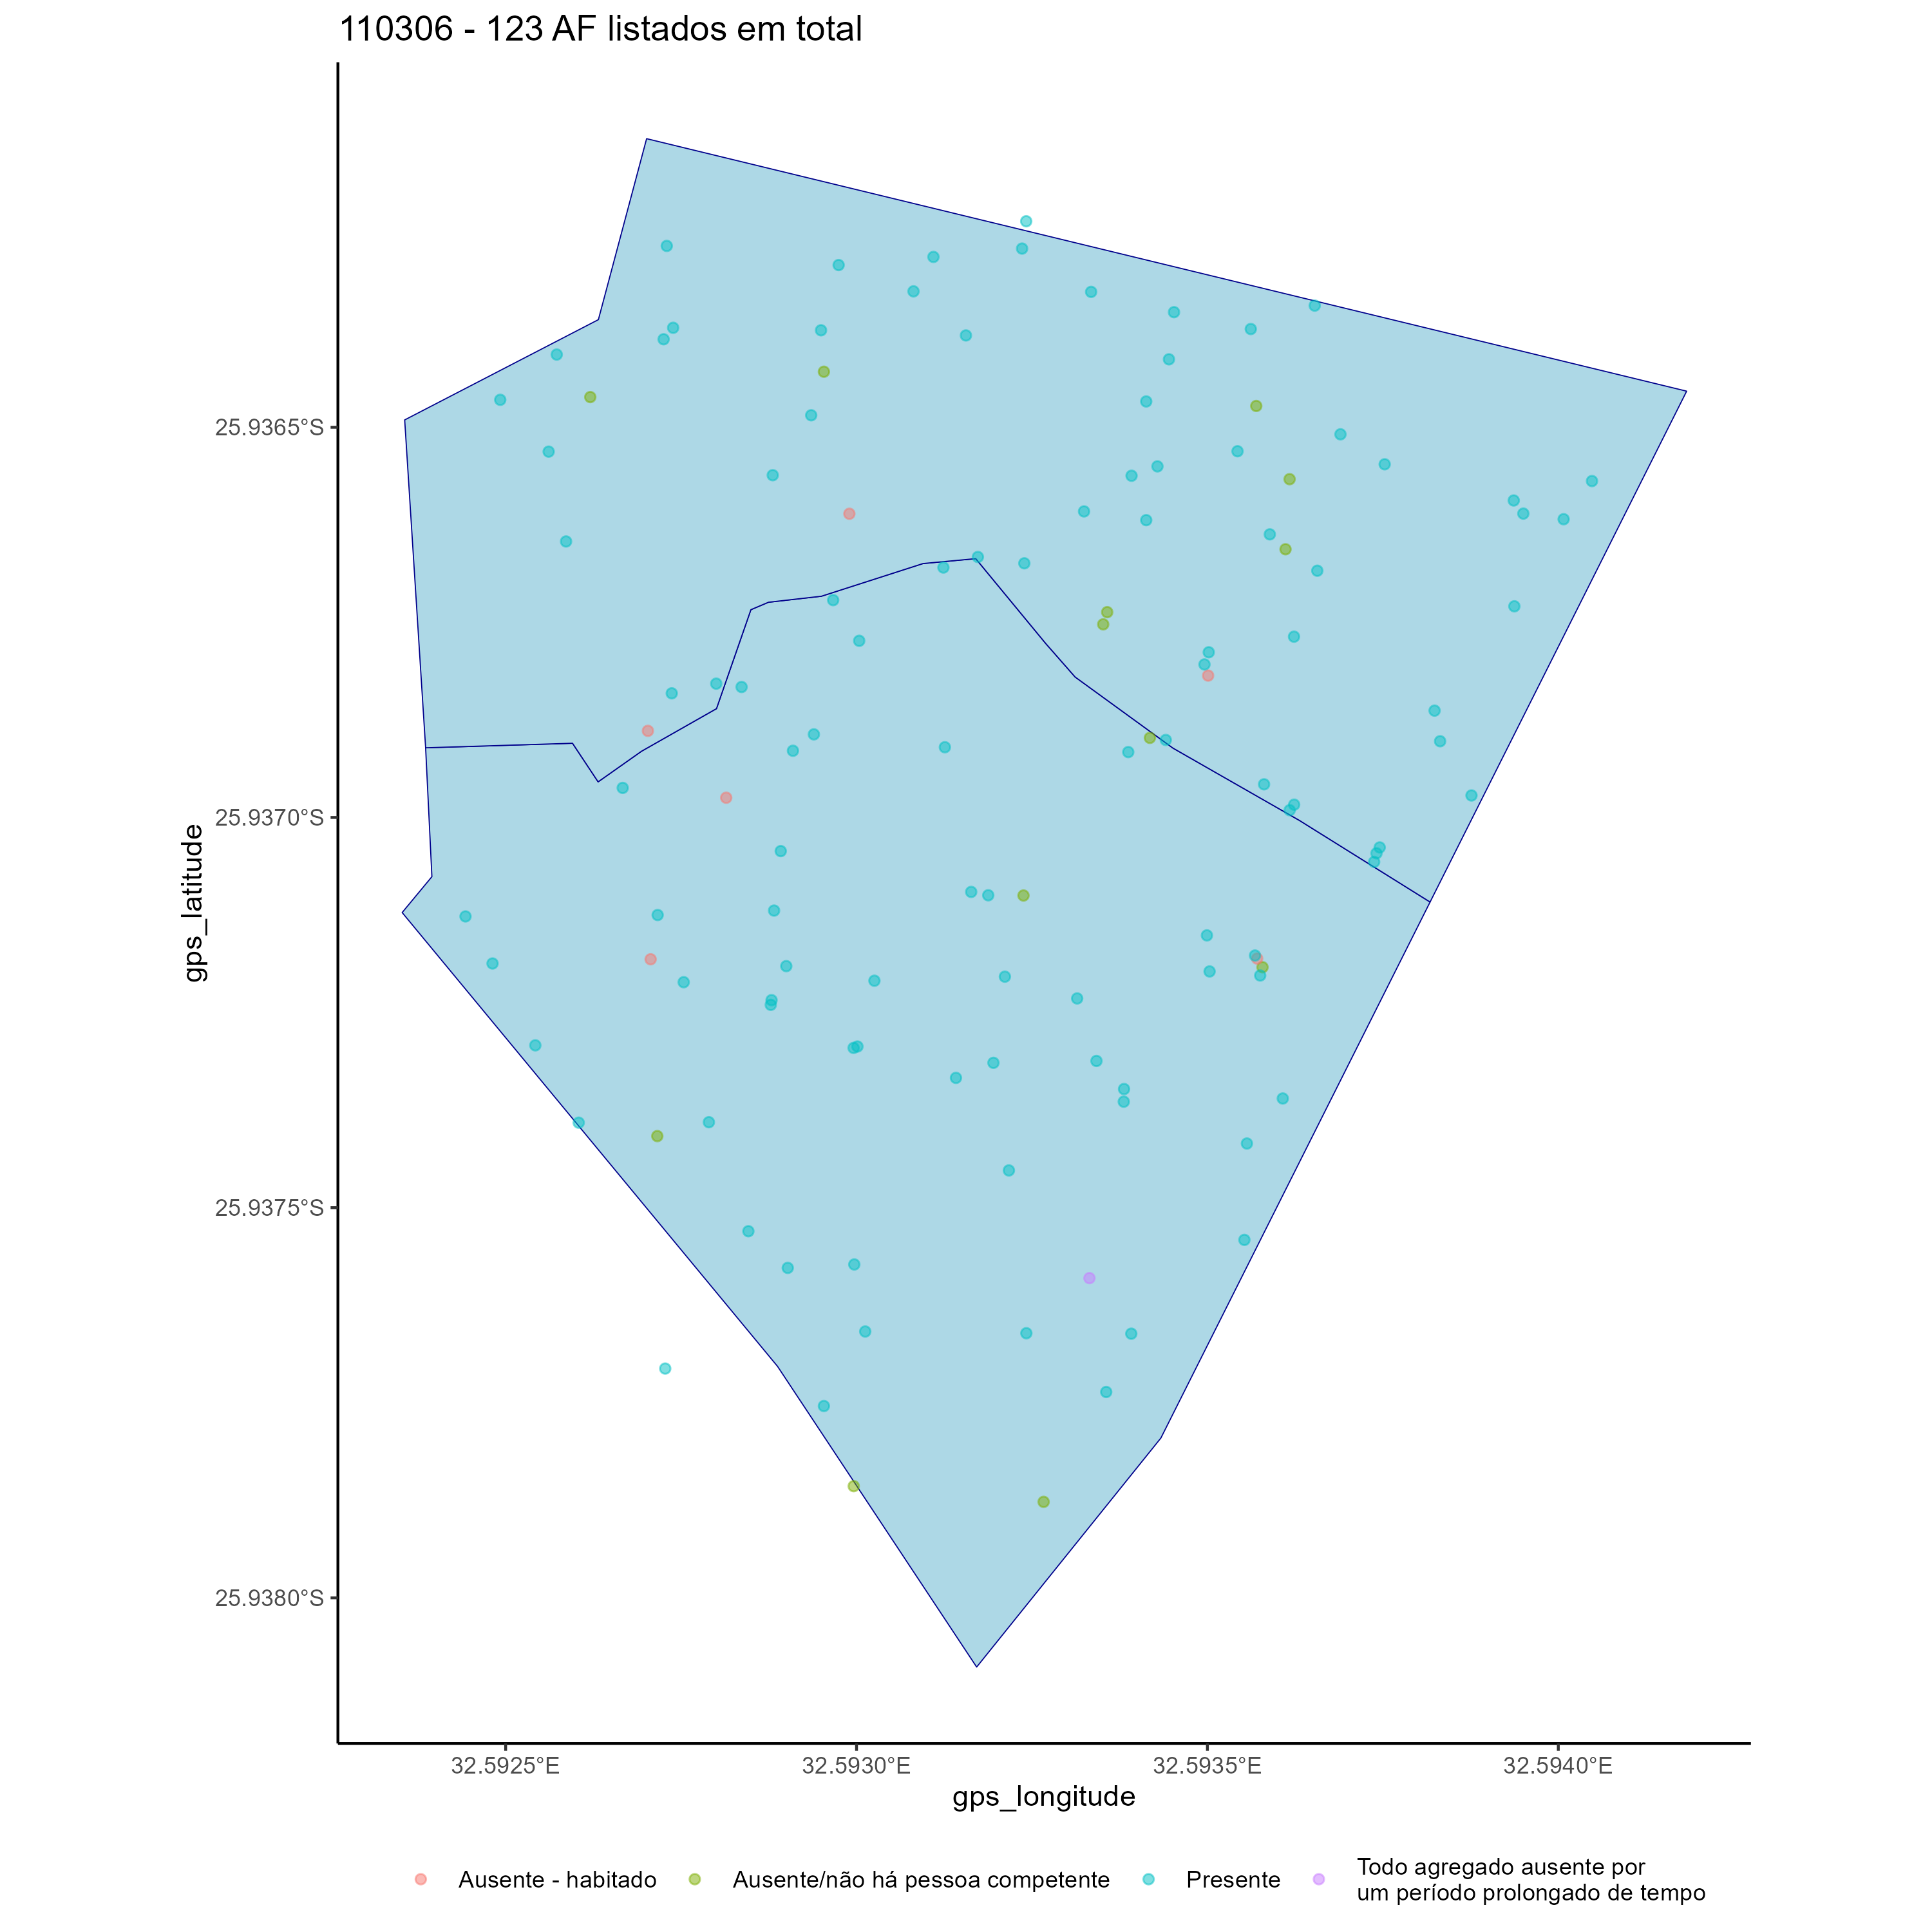 110306 - 123 AF listados em total
gps_latitude
25.9365°S
25.9370°S
25.9375°S
25.9380°S
32.5925°E
32.5930°E
32.5935°E
32.5940°E
gps_longitude
Ausente - habitado
Ausente/não há pessoa competente
Presente
Todo agregado ausente por
um período prolongado de tempo